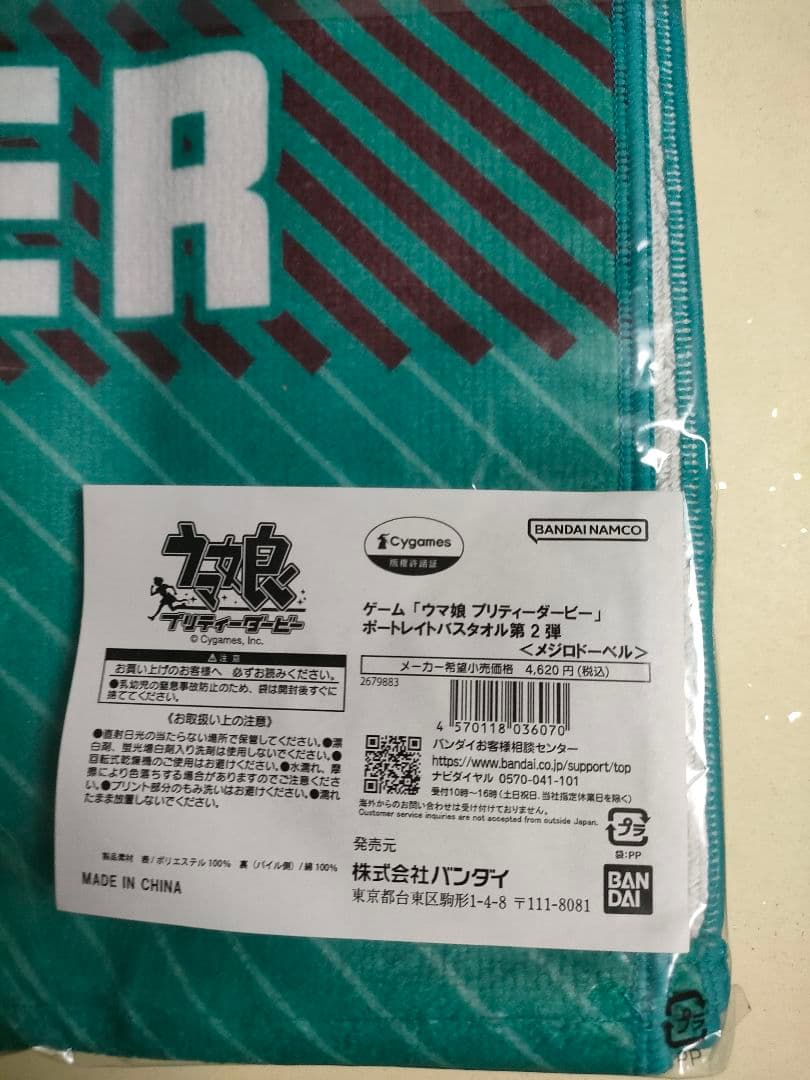 ER
ウマ娘
プリティーダービー
© Cygames, Inc.
Cygames
版権許諾証
BANDAI NAMCO
ゲーム「ウマ娘 プリティーダービー」
ポートレイトバスタオル第2弾
＜メジロドーベル＞
メーカー希望小売価格 4,620円(税込)
2679883
4 570118 036070
⚠注意
お買い上げのお客様へ 必ずお読みください。
●乳幼児の窒息事故防止のため、袋は開封後すぐに
捨ててください。
《お取扱い上の注意》
●直射日光の当たらない場所で保管してください。●漂
白剤、蛍光増白剤入り洗剤は使用しないでください。●
回転式乾燥機のご使用はお避けください。●水濡れ、摩
擦により色落ちする場合がありますのでご注意くださ
い。●プリント部分のもみ洗いはお避けください。●濡れ
たまま放置しないでください。
製品素材 表/ポリエステル100% 裏(パイル側)/綿100%
MADE IN CHINA
バンダイお客様相談センター
https://www.bandai.co.jp/support/top
ナビダイヤル 0570-041-101
受付10時～16時(土日祝日、当社指定休業日を除く)
海外からのお問い合わせは受け付けておりません。
Customer service inquiries are not accepted from outside Japan.
プラ
袋:PP
発売元
株式会社バンダイ
東京都台東区駒形1-4-8 〒111-8081
BAN
DAI
プラ
PP